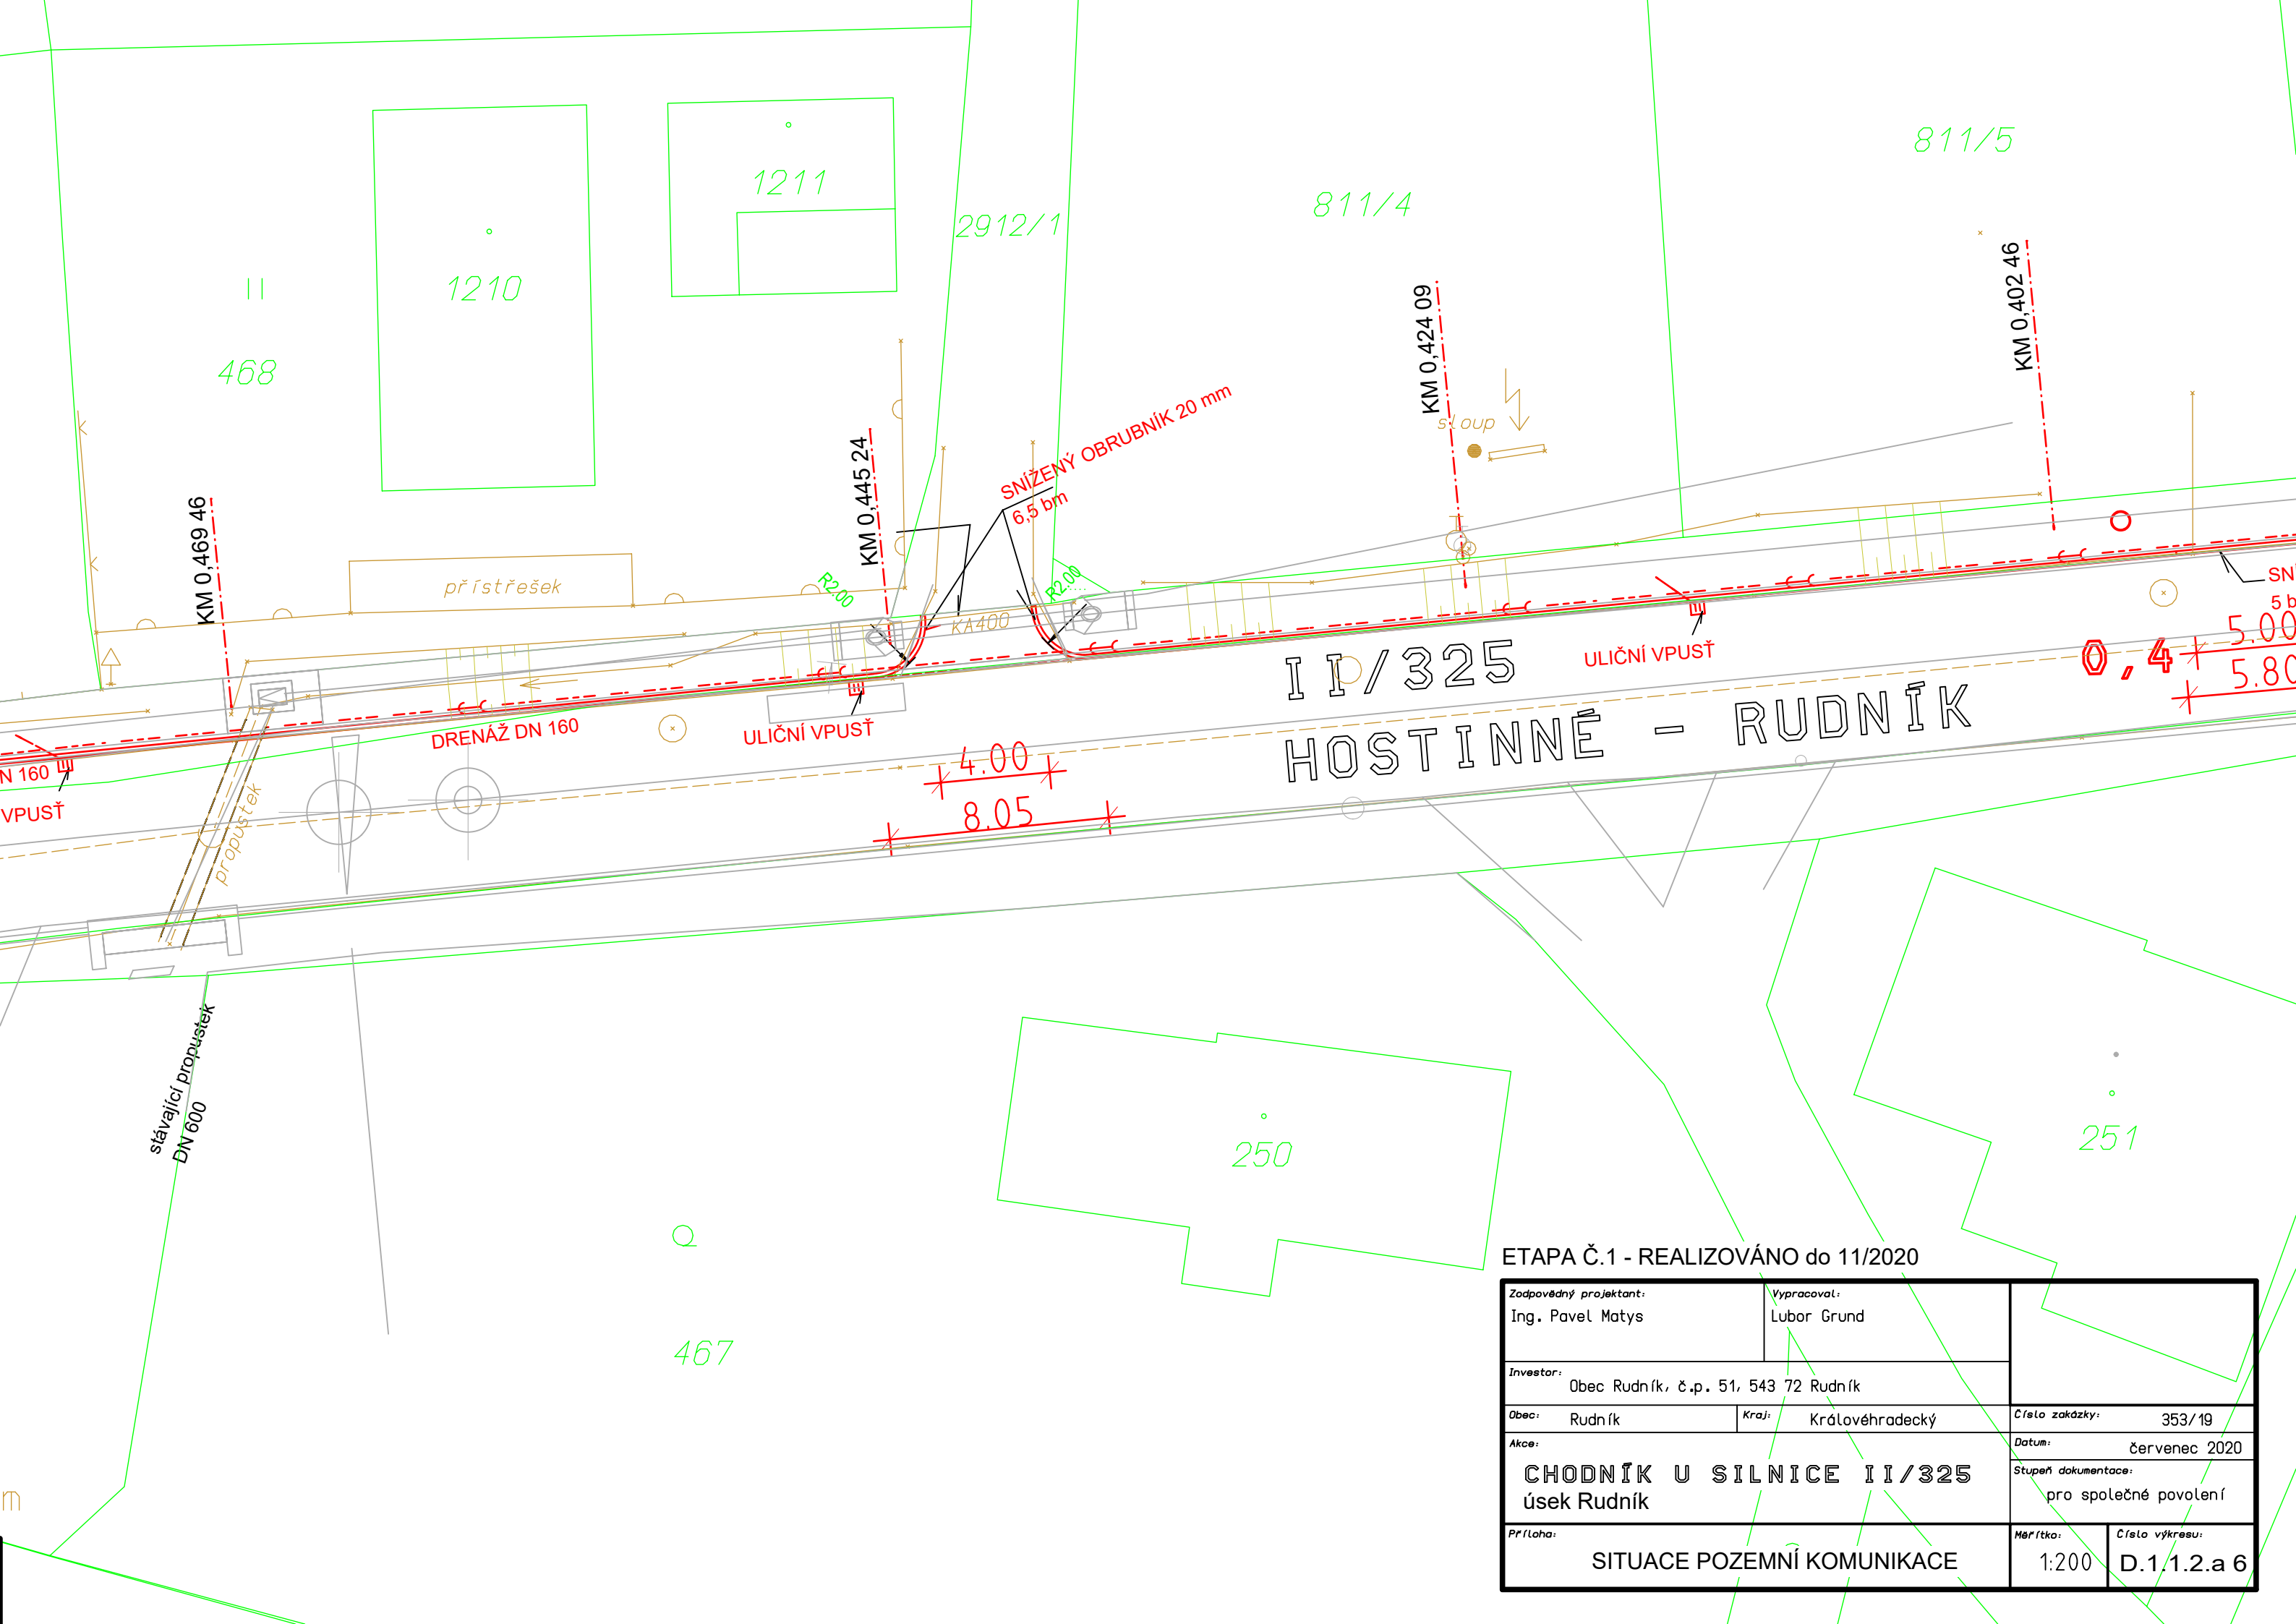 811/5
1211
811/4
2912/1
1210
468
KM 0,402 46
KM 0,424 09
KM 0,445 24
KM 0,469 46
sloup
SNÍŽENÝ OBRUBNÍK 20 mm
6,5 bm
přístřešek
R2.00
R2.00
KA400
II/325
HOSTINNÉ - RUDNÍK
ULIČNÍ VPUSŤ
0,4
5.00
5.80
5 b
SN
DRENÁŽ DN 160
ULIČNÍ VPUSŤ
N 160
VPUSŤ
4.00
8.05
propustek
stávající propustek
DN 600
250
251
467
m
ETAPA Č.1 - REALIZOVÁNO do 11/2020
Zodpovědný projektant:
Ing. Pavel Matys
Vypracoval:
Lubor Grund
Investor:
Obec Rudník, č.p. 51, 543 72 Rudník
Obec: Rudník
Kraj: Královéhradecký
Číslo zakázky: 353/19
Akce:
CHODNÍK U SILNICE II/325
úsek Rudník
Datum: červenec 2020
Stupeň dokumentace:
pro společné povolení
Příloha:
SITUACE POZEMNÍ KOMUNIKACE
Měřítko:
1:200
Číslo výkresu:
D.1.1.2.a 6